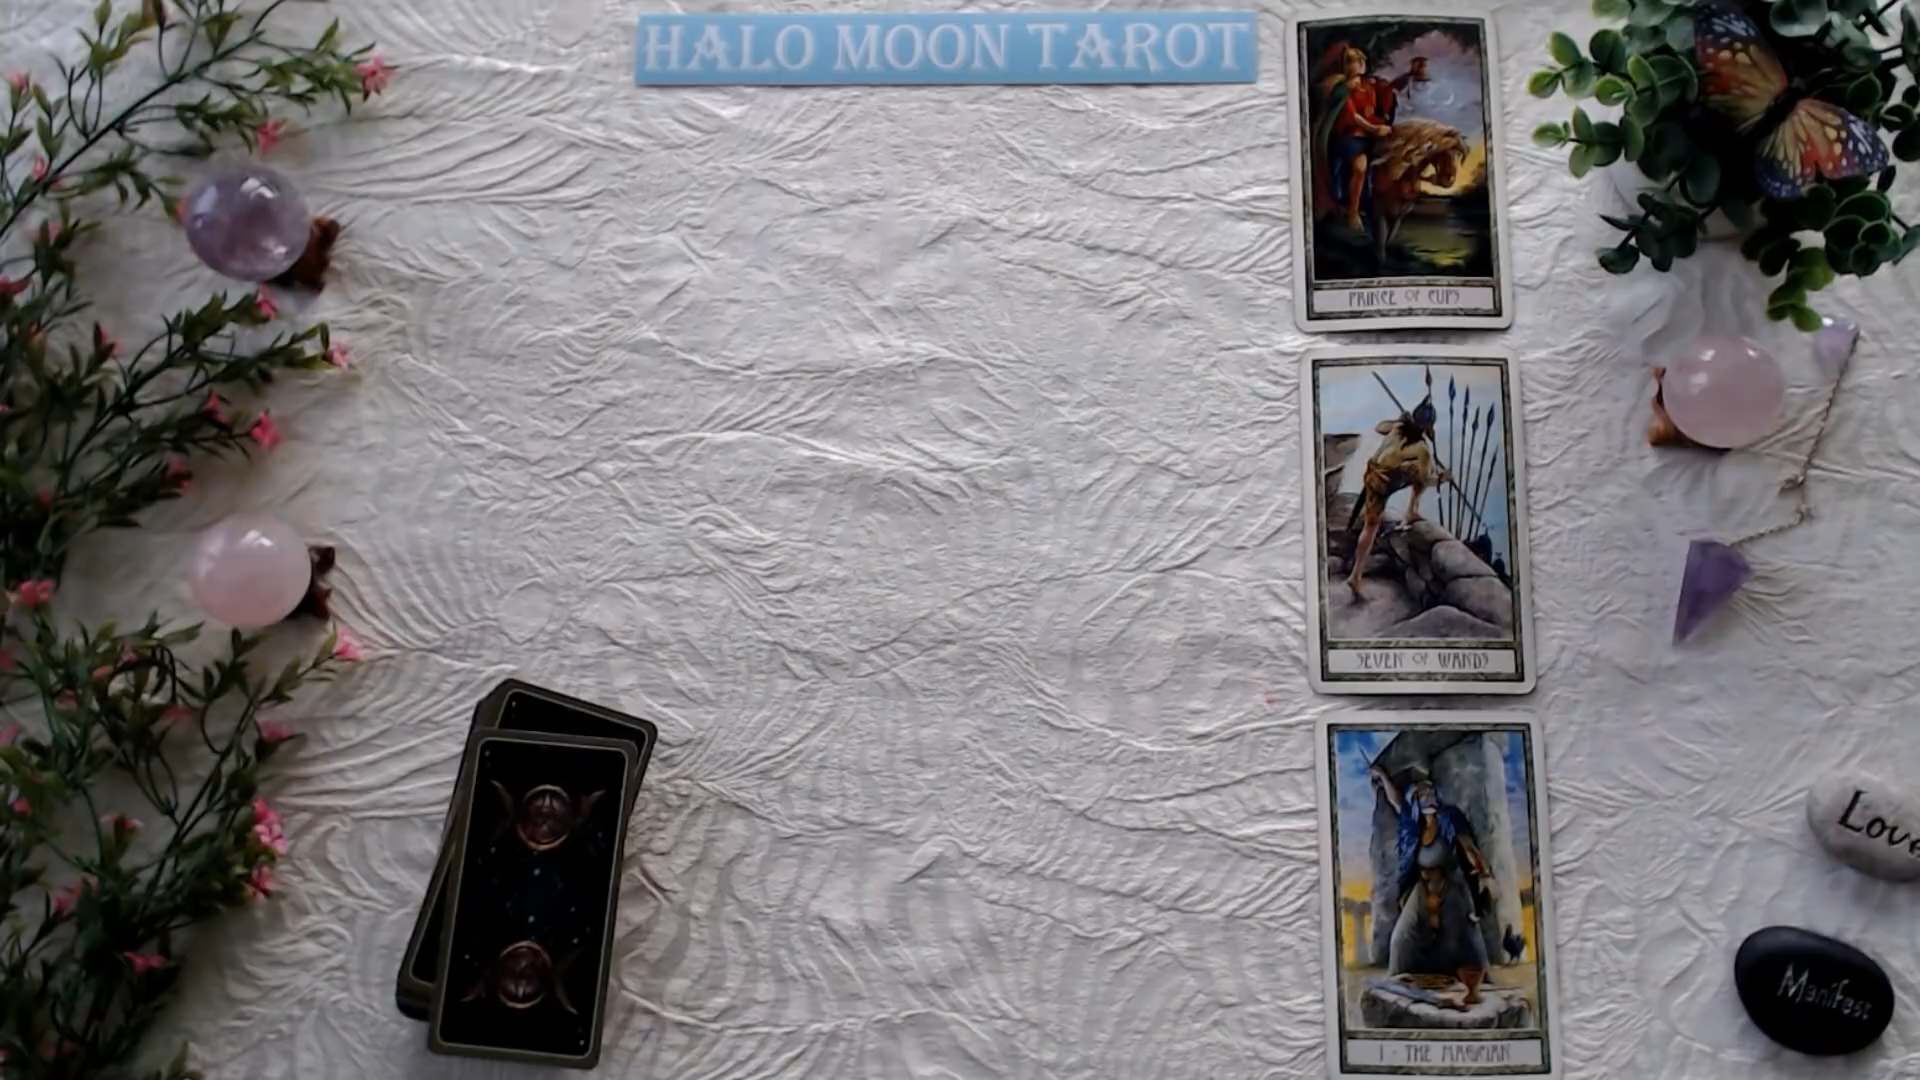 HALO MOON TAROT
PRINCE OF CUPS
SEVEN OF WANDS
I - THE MAGICIAN
Love
Manifest